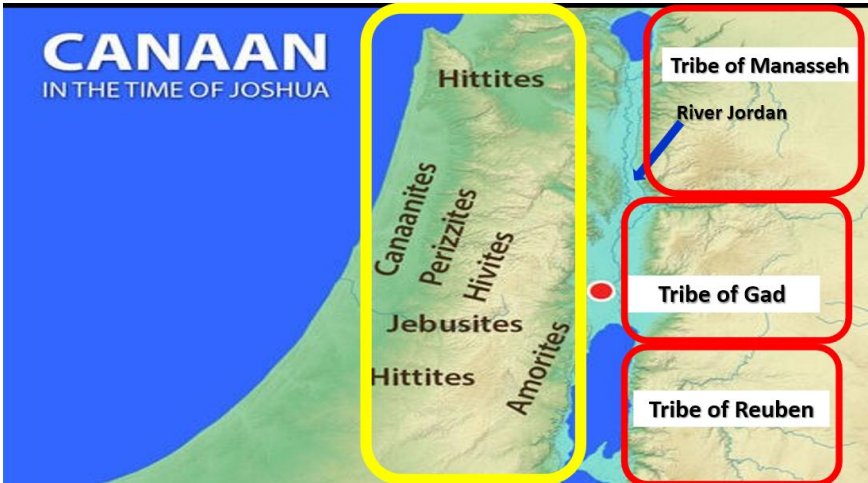 CANAAN
IN THE TIME OF JOSHUA
Hittites
Tribe of Manasseh
River Jordan
Canaanites
Perizzites
Hivites
Tribe of Gad
Jebusites
Amorites
Hittites
Tribe of Reuben